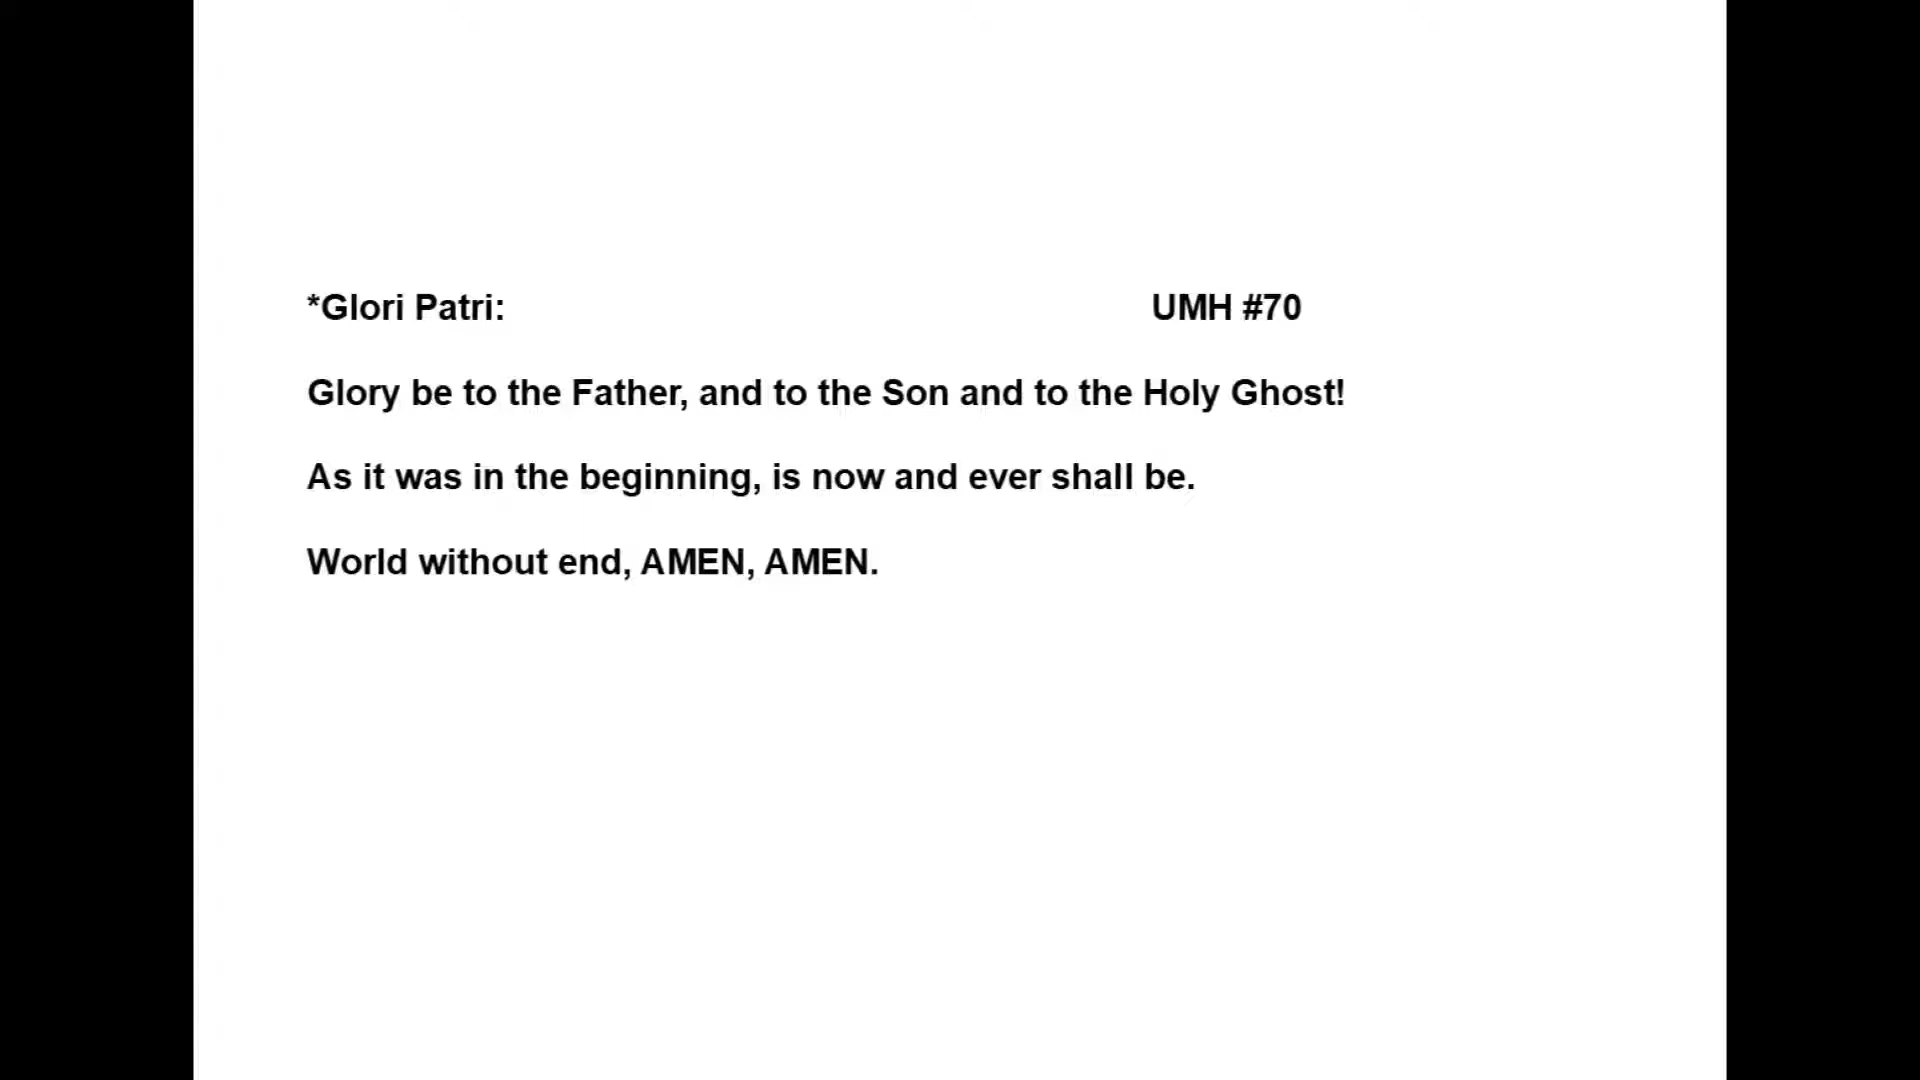 *Glori Patri: UMH #70
Glory be to the Father, and to the Son and to the Holy Ghost!
As it was in the beginning, is now and ever shall be.
World without end, AMEN, AMEN.